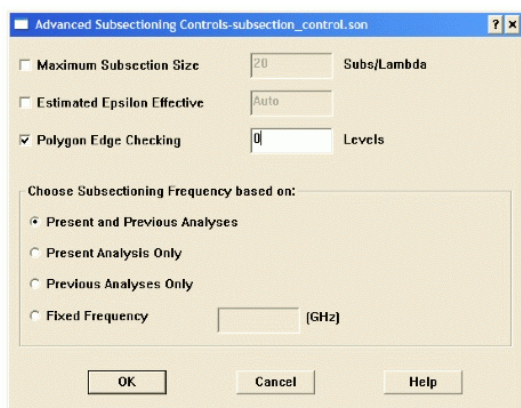 Advanced Subsectioning Controls-subsection_control.son
Maximum Subsection Size 20 Subs/Lambda
Estimated Epsilon Effective Auto
Polygon Edge Checking 0 Levels
Choose Subsectioning Frequency based on:
Present and Previous Analyses
Present Analysis Only
Previous Analyses Only
Fixed Frequency (GHz)
OK Cancel Help